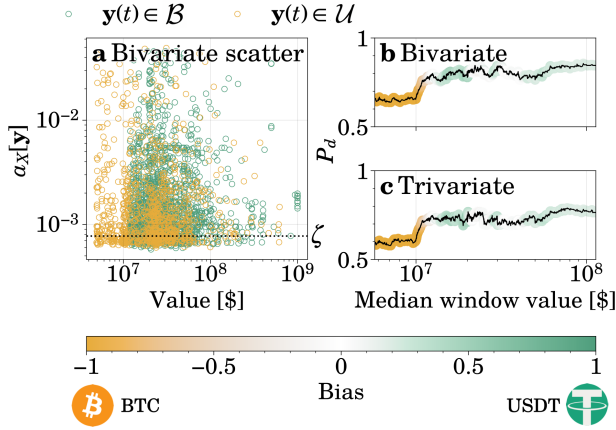 y(t) ∈ ℬ y(t) ∈ 𝒰
a Bivariate scatter
α_X[y]
10⁻²
10⁻³
10⁷ 10⁸ 10⁹
Value [$]
ζ
b Bivariate
1
0.5
P_d
c Trivariate
1
0.5
10⁷ 10⁸
Median window value [$]
−1 −0.5 0 0.5 1
Bias
₿ BTC
USDT ₮